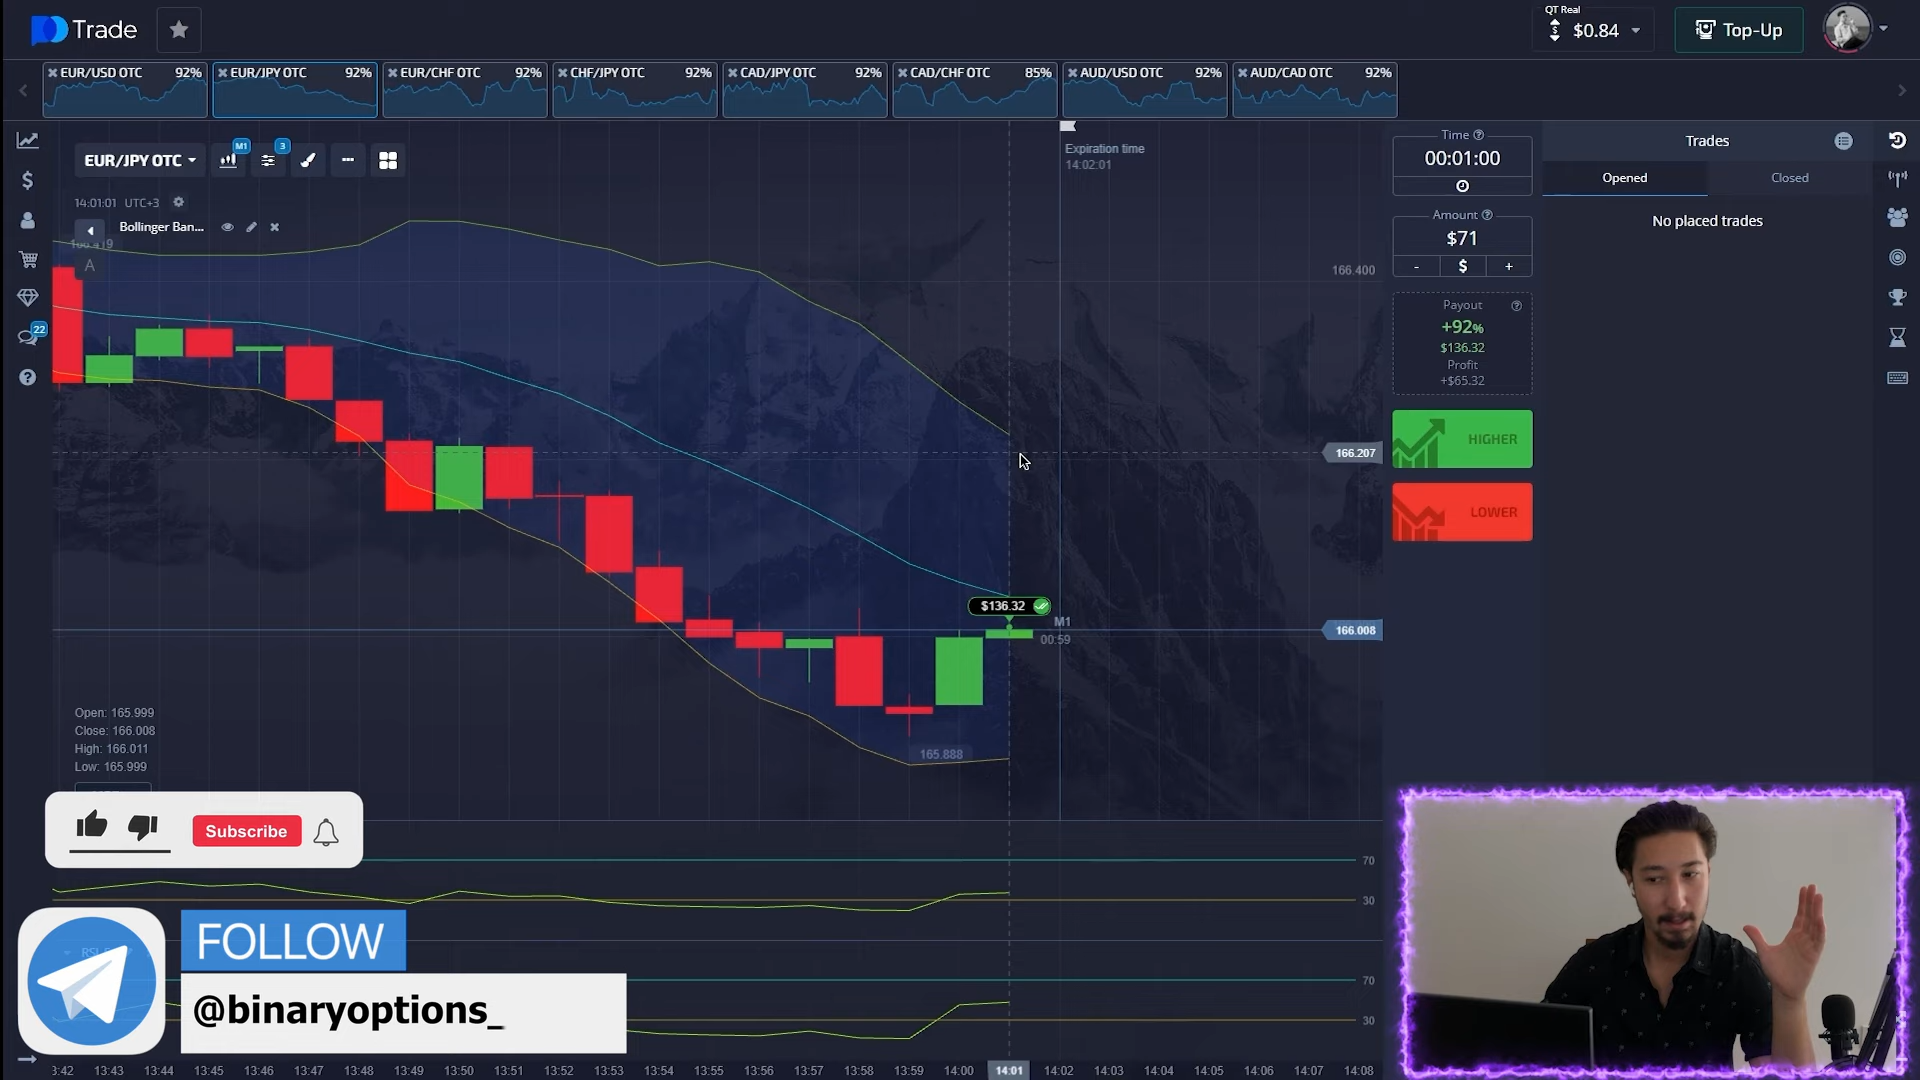 Trade
QT Real
$0.84
Top-Up
EUR/USD OTC 92%
EUR/JPY OTC 92%
EUR/CHF OTC 92%
CHF/JPY OTC 92%
CAD/JPY OTC 92%
CAD/CHF OTC 85%
AUD/USD OTC 92%
AUD/CAD OTC 92%
EUR/JPY OTC
M1
3
14:01:01 UTC+3
Bollinger Ban...
A
22
Expiration time
14:02:01
166.400
166.207
166.008
$136.32
M1
00:59
165.888
Open: 165.999
Close: 166.008
High: 166.011
Low: 165.999
Time
00:01:00
Amount
$71
- $ +
Payout
+92%
$136.32
Profit
+$65.32
HIGHER
LOWER
Trades
Opened
Closed
No placed trades
Subscribe
70
30
FOLLOW
@binaryoptions_
70
30
13:43 13:44 13:45 13:46 13:47 13:48 13:49 13:50 13:51 13:52 13:53 13:54 13:55 13:56 13:57 13:58 13:59 14:00 14:01 14:02 14:03 14:04 14:05 14:06 14:07 14:08